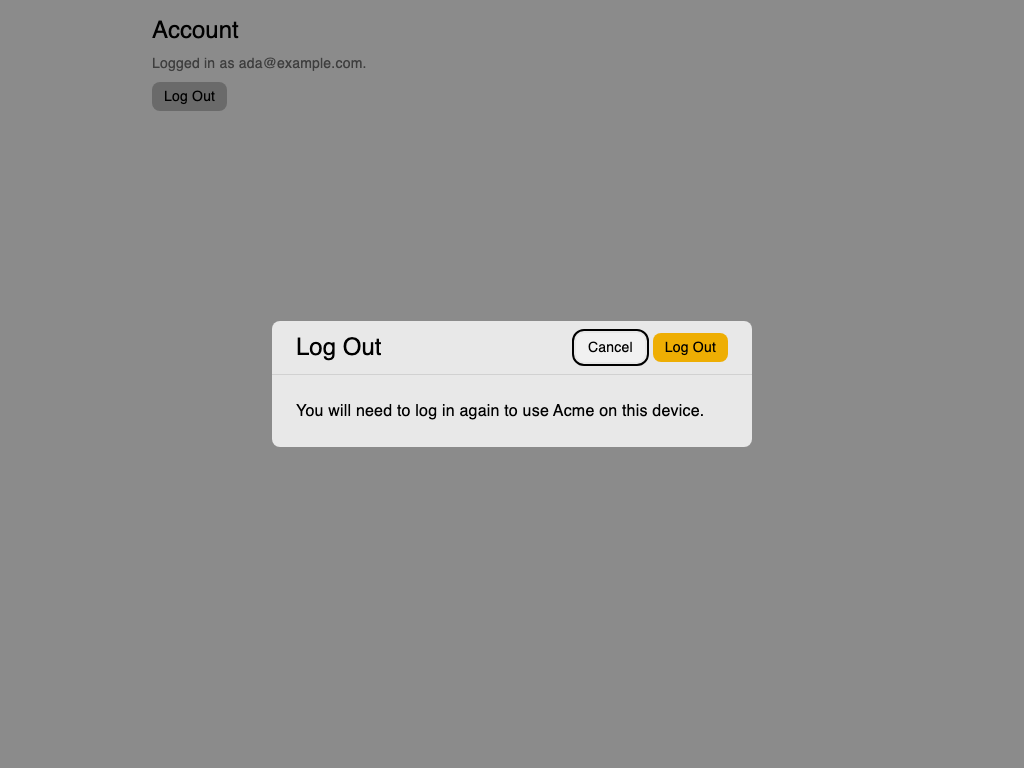 Account
Logged in as ada@example.com.
Log Out
Log Out
Cancel
Log Out
You will need to log in again to use Acme on this device.